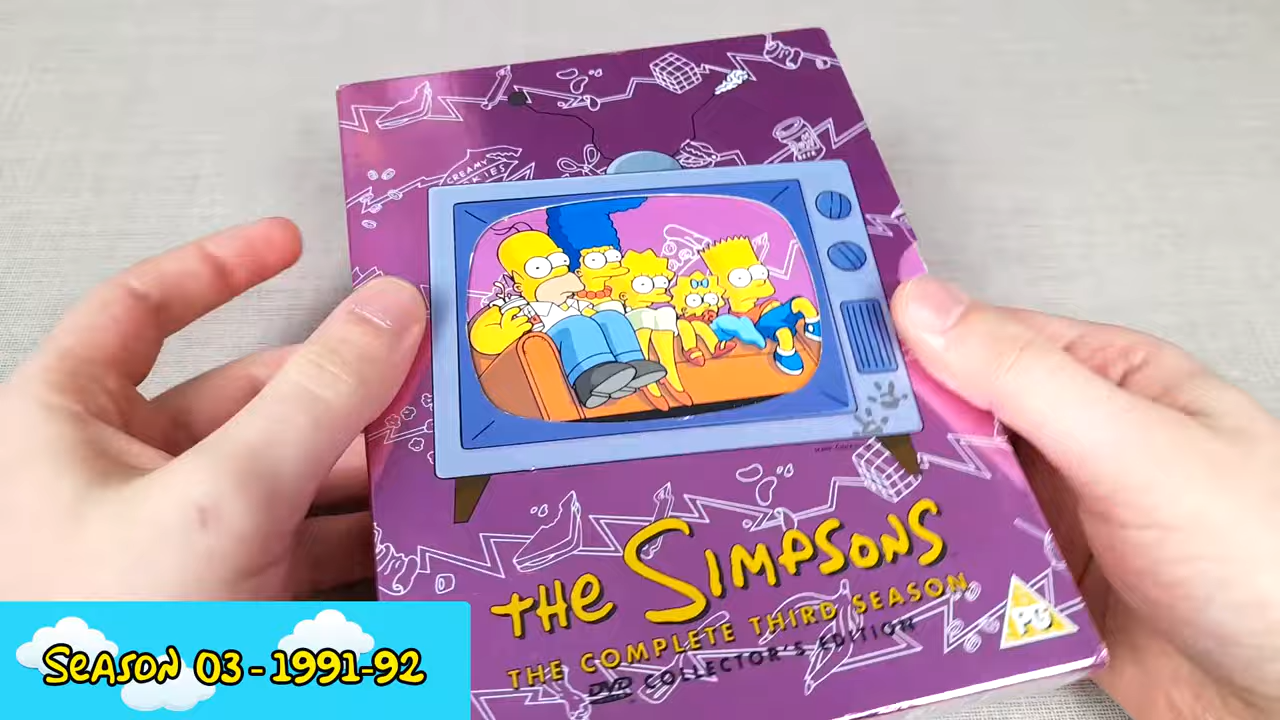 CREAMY
THE SIMPSONS
THE COMPLETE THIRD SEASON
DVD COLLECTOR'S EDITION
PG
SEASON 03 - 1991-92